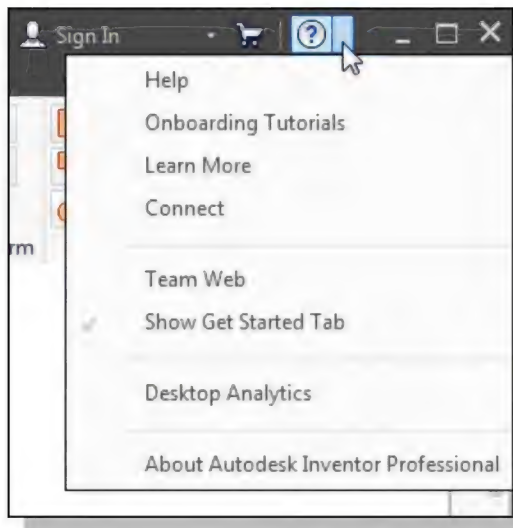 Sign In
?
Help
Onboarding Tutorials
Learn More
Connect
rm
Team Web
Show Get Started Tab
Desktop Analytics
About Autodesk Inventor Professional